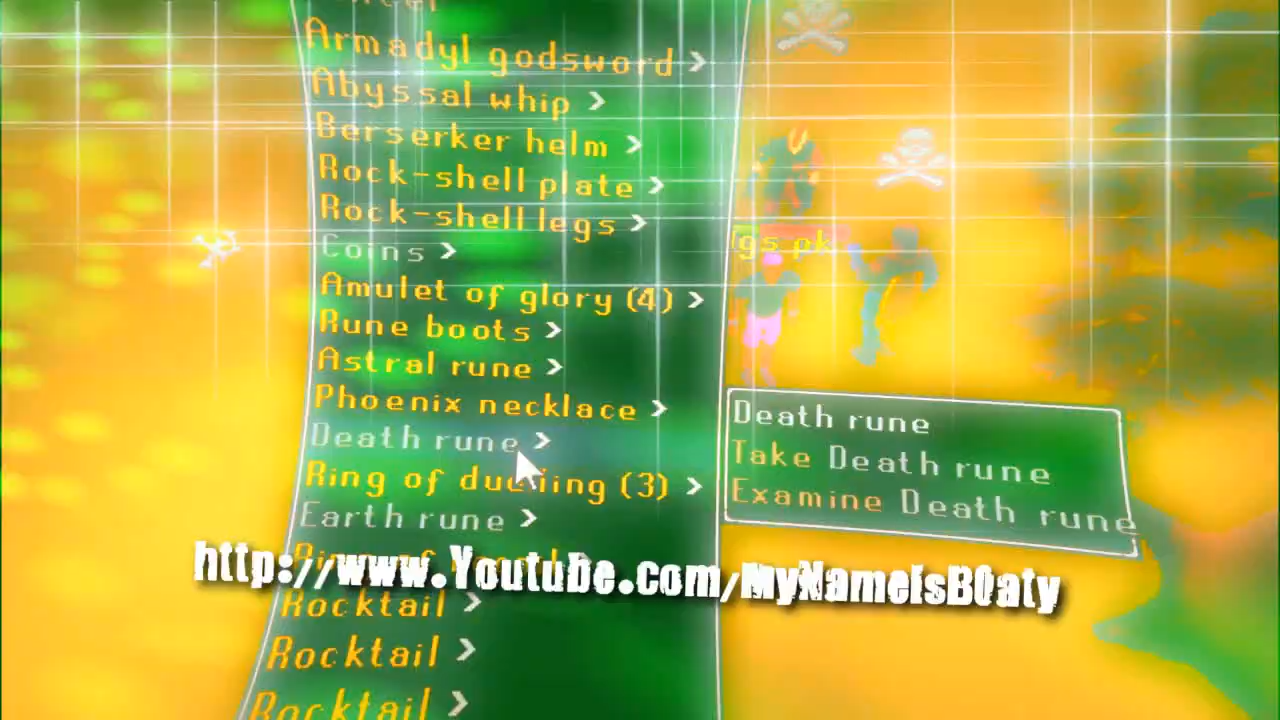 Armadyl godsword >
Abyssal whip >
Berserker helm >
Rock-shell plate >
Rock-shell legs >
Coins >
gs pk
Amulet of glory (4) >
Rune boots >
Astral rune >
Phoenix necklace >
Death rune >
Death rune
Take Death rune
Examine Death rune
Ring of duelling (3) >
Earth rune >
http://www.Youtube.com/MyNameIsB0aty
Rocktail >
Rocktail >
Rocktail >